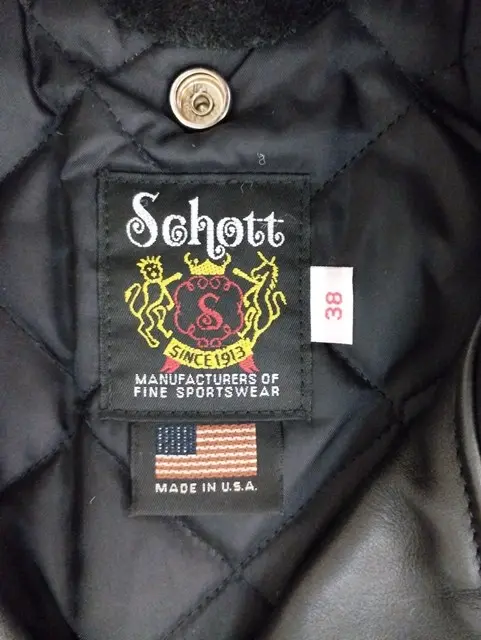 Schott
S
SINCE 1913
MANUFACTURERS OF
FINE SPORTSWEAR
38
MADE IN U.S.A.